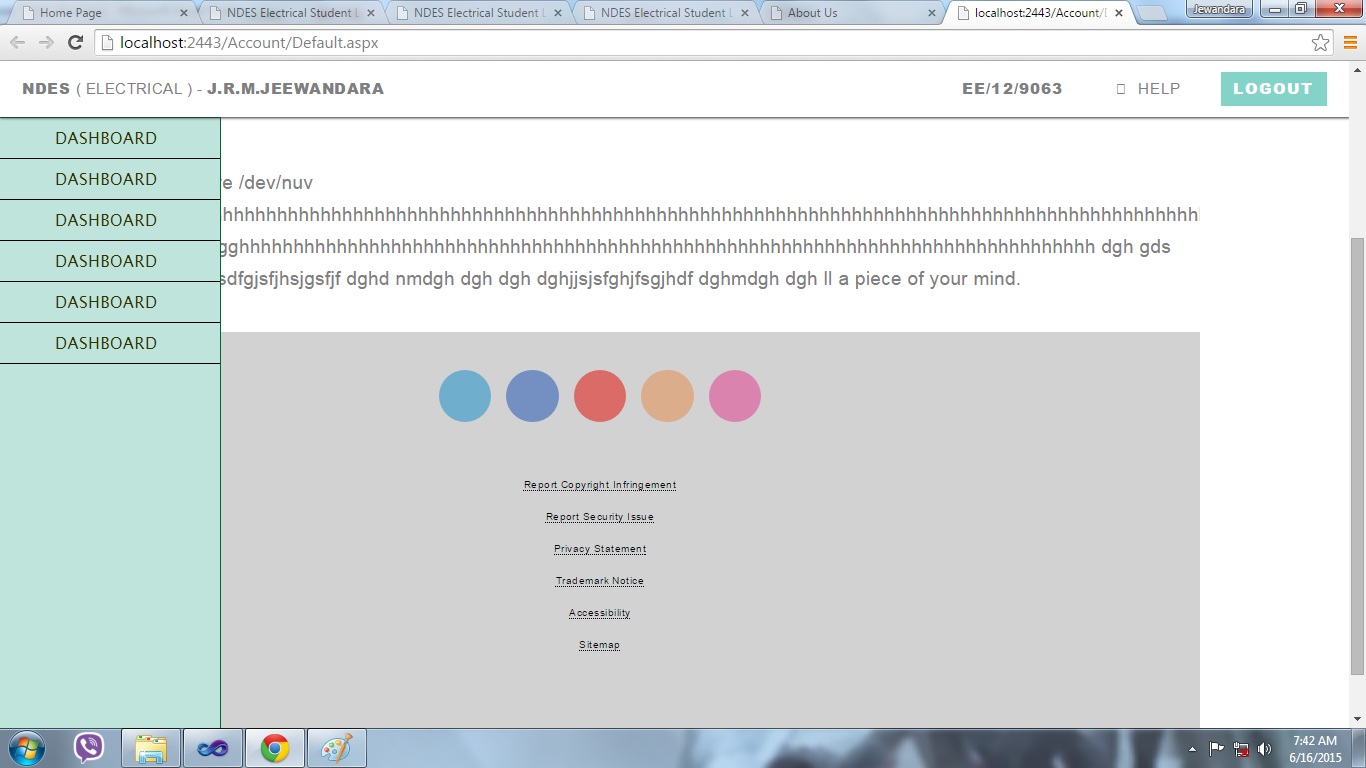 Home Page
NDES Electrical Student L
NDES Electrical Student L
NDES Electrical Student L
About Us
localhost:2443/Account/D
Jewandara
localhost:2443/Account/Default.aspx
NDES ( ELECTRICAL ) - J.R.M.JEEWANDARA
EE/12/9063
HELP
LOGOUT
DASHBOARD
DASHBOARD
DASHBOARD
DASHBOARD
DASHBOARD
DASHBOARD
e /dev/nuv
dgh gds
sdfgjsfjhsjgsfjf dghd nmdgh dgh dgh dghjjsjsfghjfsgjhdf dghmdgh dgh ll a piece of your mind.
Report Copyright Infringement
Report Security Issue
Privacy Statement
Trademark Notice
Accessibility
Sitemap
7:42 AM
6/16/2015